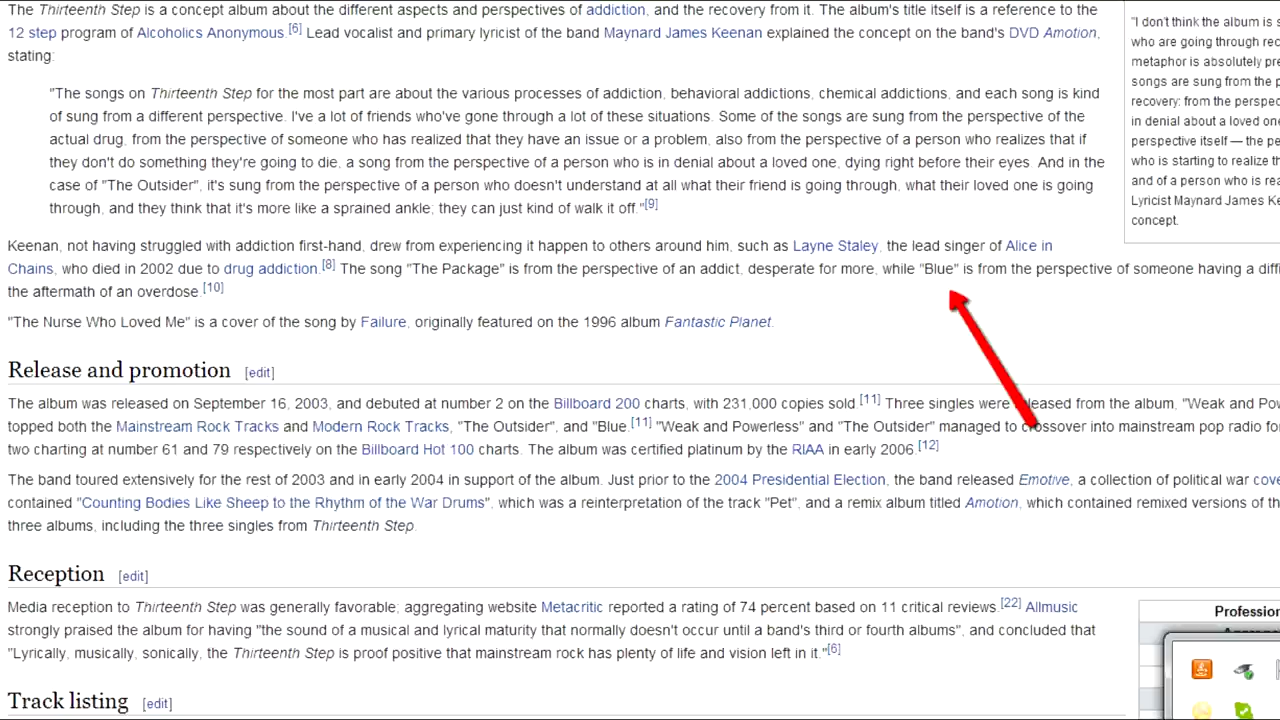 The Thirteenth Step is a concept album about the different aspects and perspectives of addiction, and the recovery from it. The album's title itself is a reference to the
12 step program of Alcoholics Anonymous.[6] Lead vocalist and primary lyricist of the band Maynard James Keenan explained the concept on the band's DVD Amotion,
stating:
"The songs on Thirteenth Step for the most part are about the various processes of addiction, behavioral addictions, chemical addictions, and each song is kind
of sung from a different perspective. I've a lot of friends who've gone through a lot of these situations. Some of the songs are sung from the perspective of the
actual drug, from the perspective of someone who has realized that they have an issue or a problem, also from the perspective of a person who realizes that if
they don't do something they're going to die, a song from the perspective of a person who is in denial about a loved one, dying right before their eyes. And in the
case of "The Outsider", it's sung from the perspective of a person who doesn't understand at all what their friend is going through, what their loved one is going
through, and they think that it's more like a sprained ankle; they can just kind of walk it off."[9]
"I don't think the album is
who are going through
metaphor is absolutely
songs are sung from the
recovery: from the
in denial about a loved
perspective itself — the
who is starting to realize
and of a person who is
Lyricist Maynard James
concept.
Keenan, not having struggled with addiction first-hand, drew from experiencing it happen to others around him, such as Layne Staley, the lead singer of Alice in
Chains, who died in 2002 due to drug addiction.[8] The song "The Package" is from the perspective of an addict, desperate for more, while "Blue" is from the perspective of someone having a
the aftermath of an overdose.[10]
"The Nurse Who Loved Me" is a cover of the song by Failure, originally featured on the 1996 album Fantastic Planet.
Release and promotion [edit]
The album was released on September 16, 2003, and debuted at number 2 on the Billboard 200 charts, with 231,000 copies sold.[11] Three singles were released from the album, "Weak and
topped both the Mainstream Rock Tracks and Modern Rock Tracks, "The Outsider", and "Blue.[11] "Weak and Powerless" and "The Outsider" managed to crossover into mainstream pop radio
two charting at number 61 and 79 respectively on the Billboard Hot 100 charts. The album was certified platinum by the RIAA in early 2006.[12]
The band toured extensively for the rest of 2003 and in early 2004 in support of the album. Just prior to the 2004 Presidential Election, the band released Emotive, a collection of political war
contained "Counting Bodies Like Sheep to the Rhythm of the War Drums", which was a reinterpretation of the track "Pet", and a remix album titled Amotion, which contained remixed versions of
three albums, including the three singles from Thirteenth Step.
Reception [edit]
Media reception to Thirteenth Step was generally favorable; aggregating website Metacritic reported a rating of 74 percent based on 11 critical reviews.[22] Allmusic
strongly praised the album for having "the sound of a musical and lyrical maturity that normally doesn't occur until a band's third or fourth albums", and concluded that
"Lyrically, musically, sonically, the Thirteenth Step is proof positive that mainstream rock has plenty of life and vision left in it."[6]
Track listing [edit]